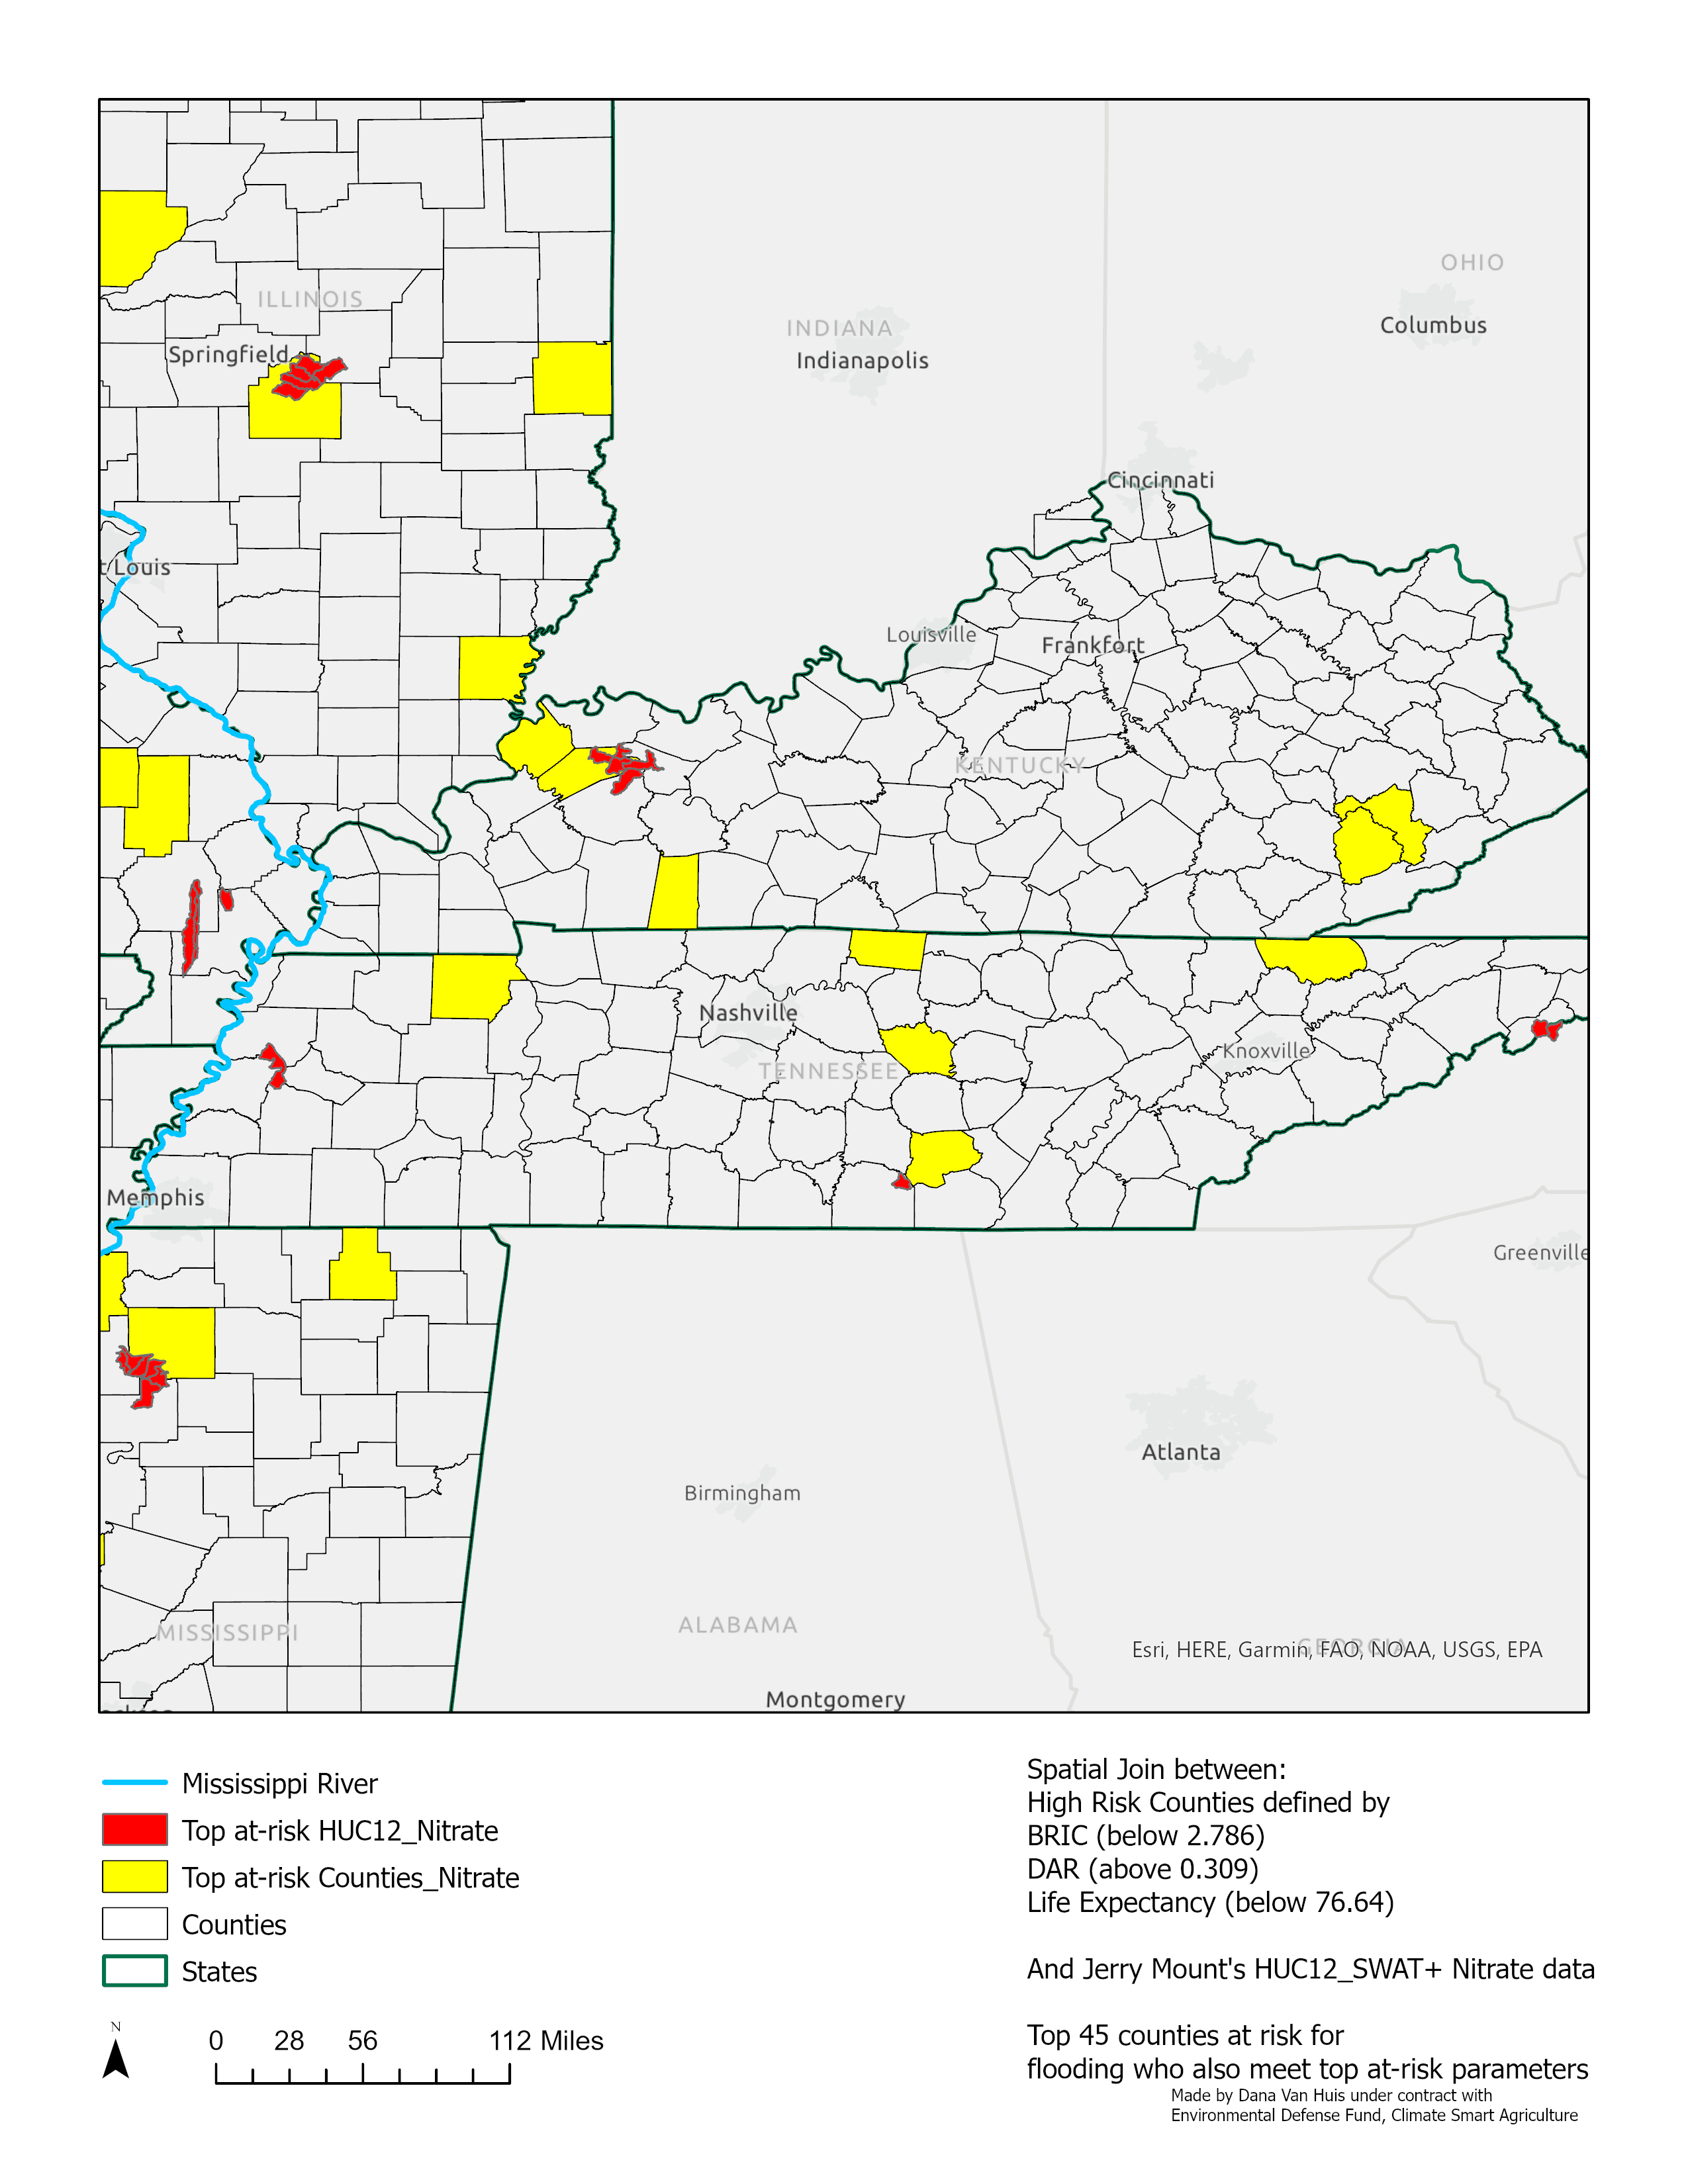 OHIO
ILLINOIS
INDIANA
Columbus
Springfield
Indianapolis
Cincinnati
t Louis
Louisville
Frankfort
KENTUCKY
Nashville
Knoxville
TENNESSEE
Memphis
Greenville
Atlanta
Birmingham
MISSISSIPPI
ALABAMA
GEORGIA
Esri, HERE, Garmin, FAO, NOAA, USGS, EPA
Montgomery
Mississippi River
Top at-risk HUC12_Nitrate
Top at-risk Counties_Nitrate
Counties
States
N
0 28 56 112 Miles
Spatial Join between:
High Risk Counties defined by
BRIC (below 2.786)
DAR (above 0.309)
Life Expectancy (below 76.64)
And Jerry Mount's HUC12_SWAT+ Nitrate data
Top 45 counties at risk for
flooding who also meet top at-risk parameters
Made by Dana Van Huis under contract with
Environmental Defense Fund, Climate Smart Agriculture